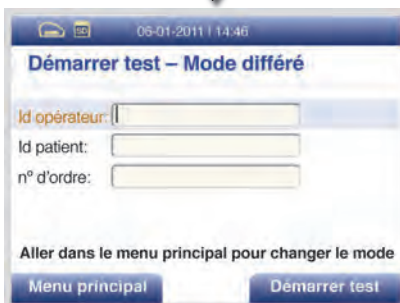 SD 06-01-2011 | 14:46
Démarrer test – Mode différé
Id opérateur:
Id patient:
n° d'ordre:
Aller dans le menu principal pour changer le mode
Menu principal Démarrer test